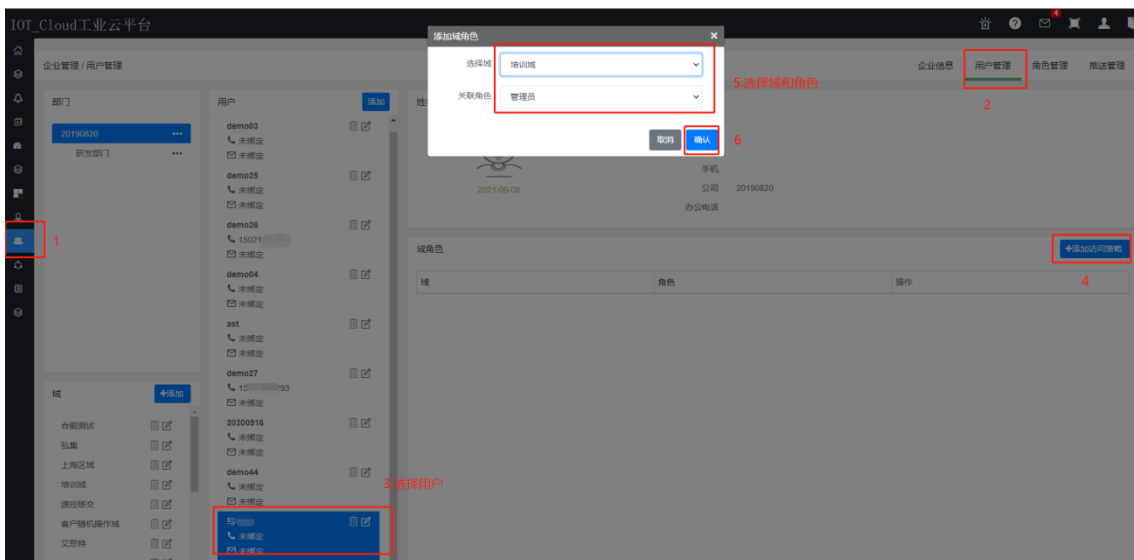 IOT_Cloud工业云平台
4
企业管理 / 用户管理
企业信息
用户管理
角色管理
推送管理
2
添加域角色
×
选择域
培训域
关联角色
管理员
5.选择域和角色
取消
确认
6
部门
20190820
研发部门
1
用户
添加
demo03
未绑定
未绑定
demo25
未绑定
未绑定
demo26
15021
未绑定
demo04
未绑定
未绑定
ast
未绑定
未绑定
demo27
未绑定
20200916
未绑定
未绑定
demo44
未绑定
未绑定
3.选择用户
未绑定
未绑定
2021-06-08
手机
公司
20190820
办公电话
域角色
+添加访问策略
4
域
角色
操作
域
+添加
弘集
上海区域
培训域
客户随机操作域
艾思特